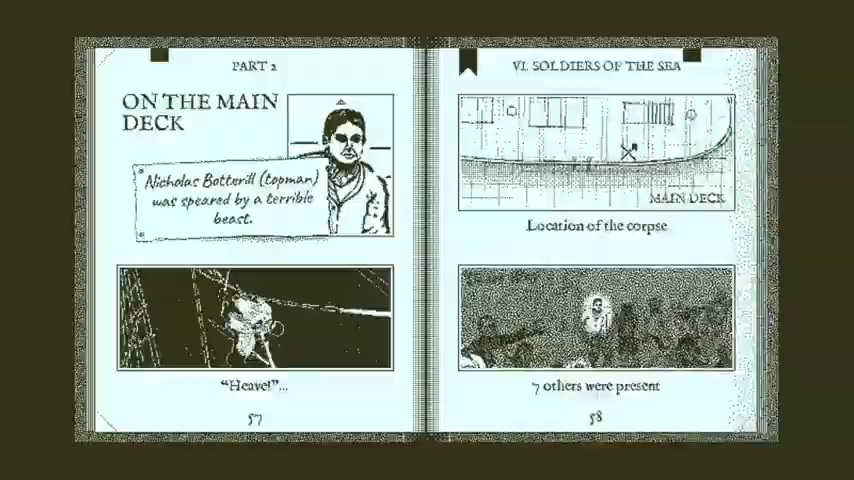 PART 2
ON THE MAIN
DECK
Nicholas Botterill (topman)
was speared by a terrible
beast.
"Heave!"...
57
VI. SOLDIERS OF THE SEA
MAIN DECK
Location of the corpse
7 others were present
58